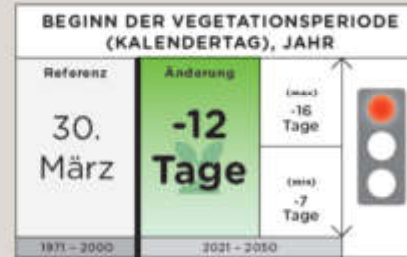 BEGINN DER VEGETATIONSPERIODE
(KALENDERTAG), JAHR
Referenz
30.
März
1971 – 2000
Änderung
-12
Tage
(max)
-16
Tage
(min)
-7
Tage
2021 – 2050